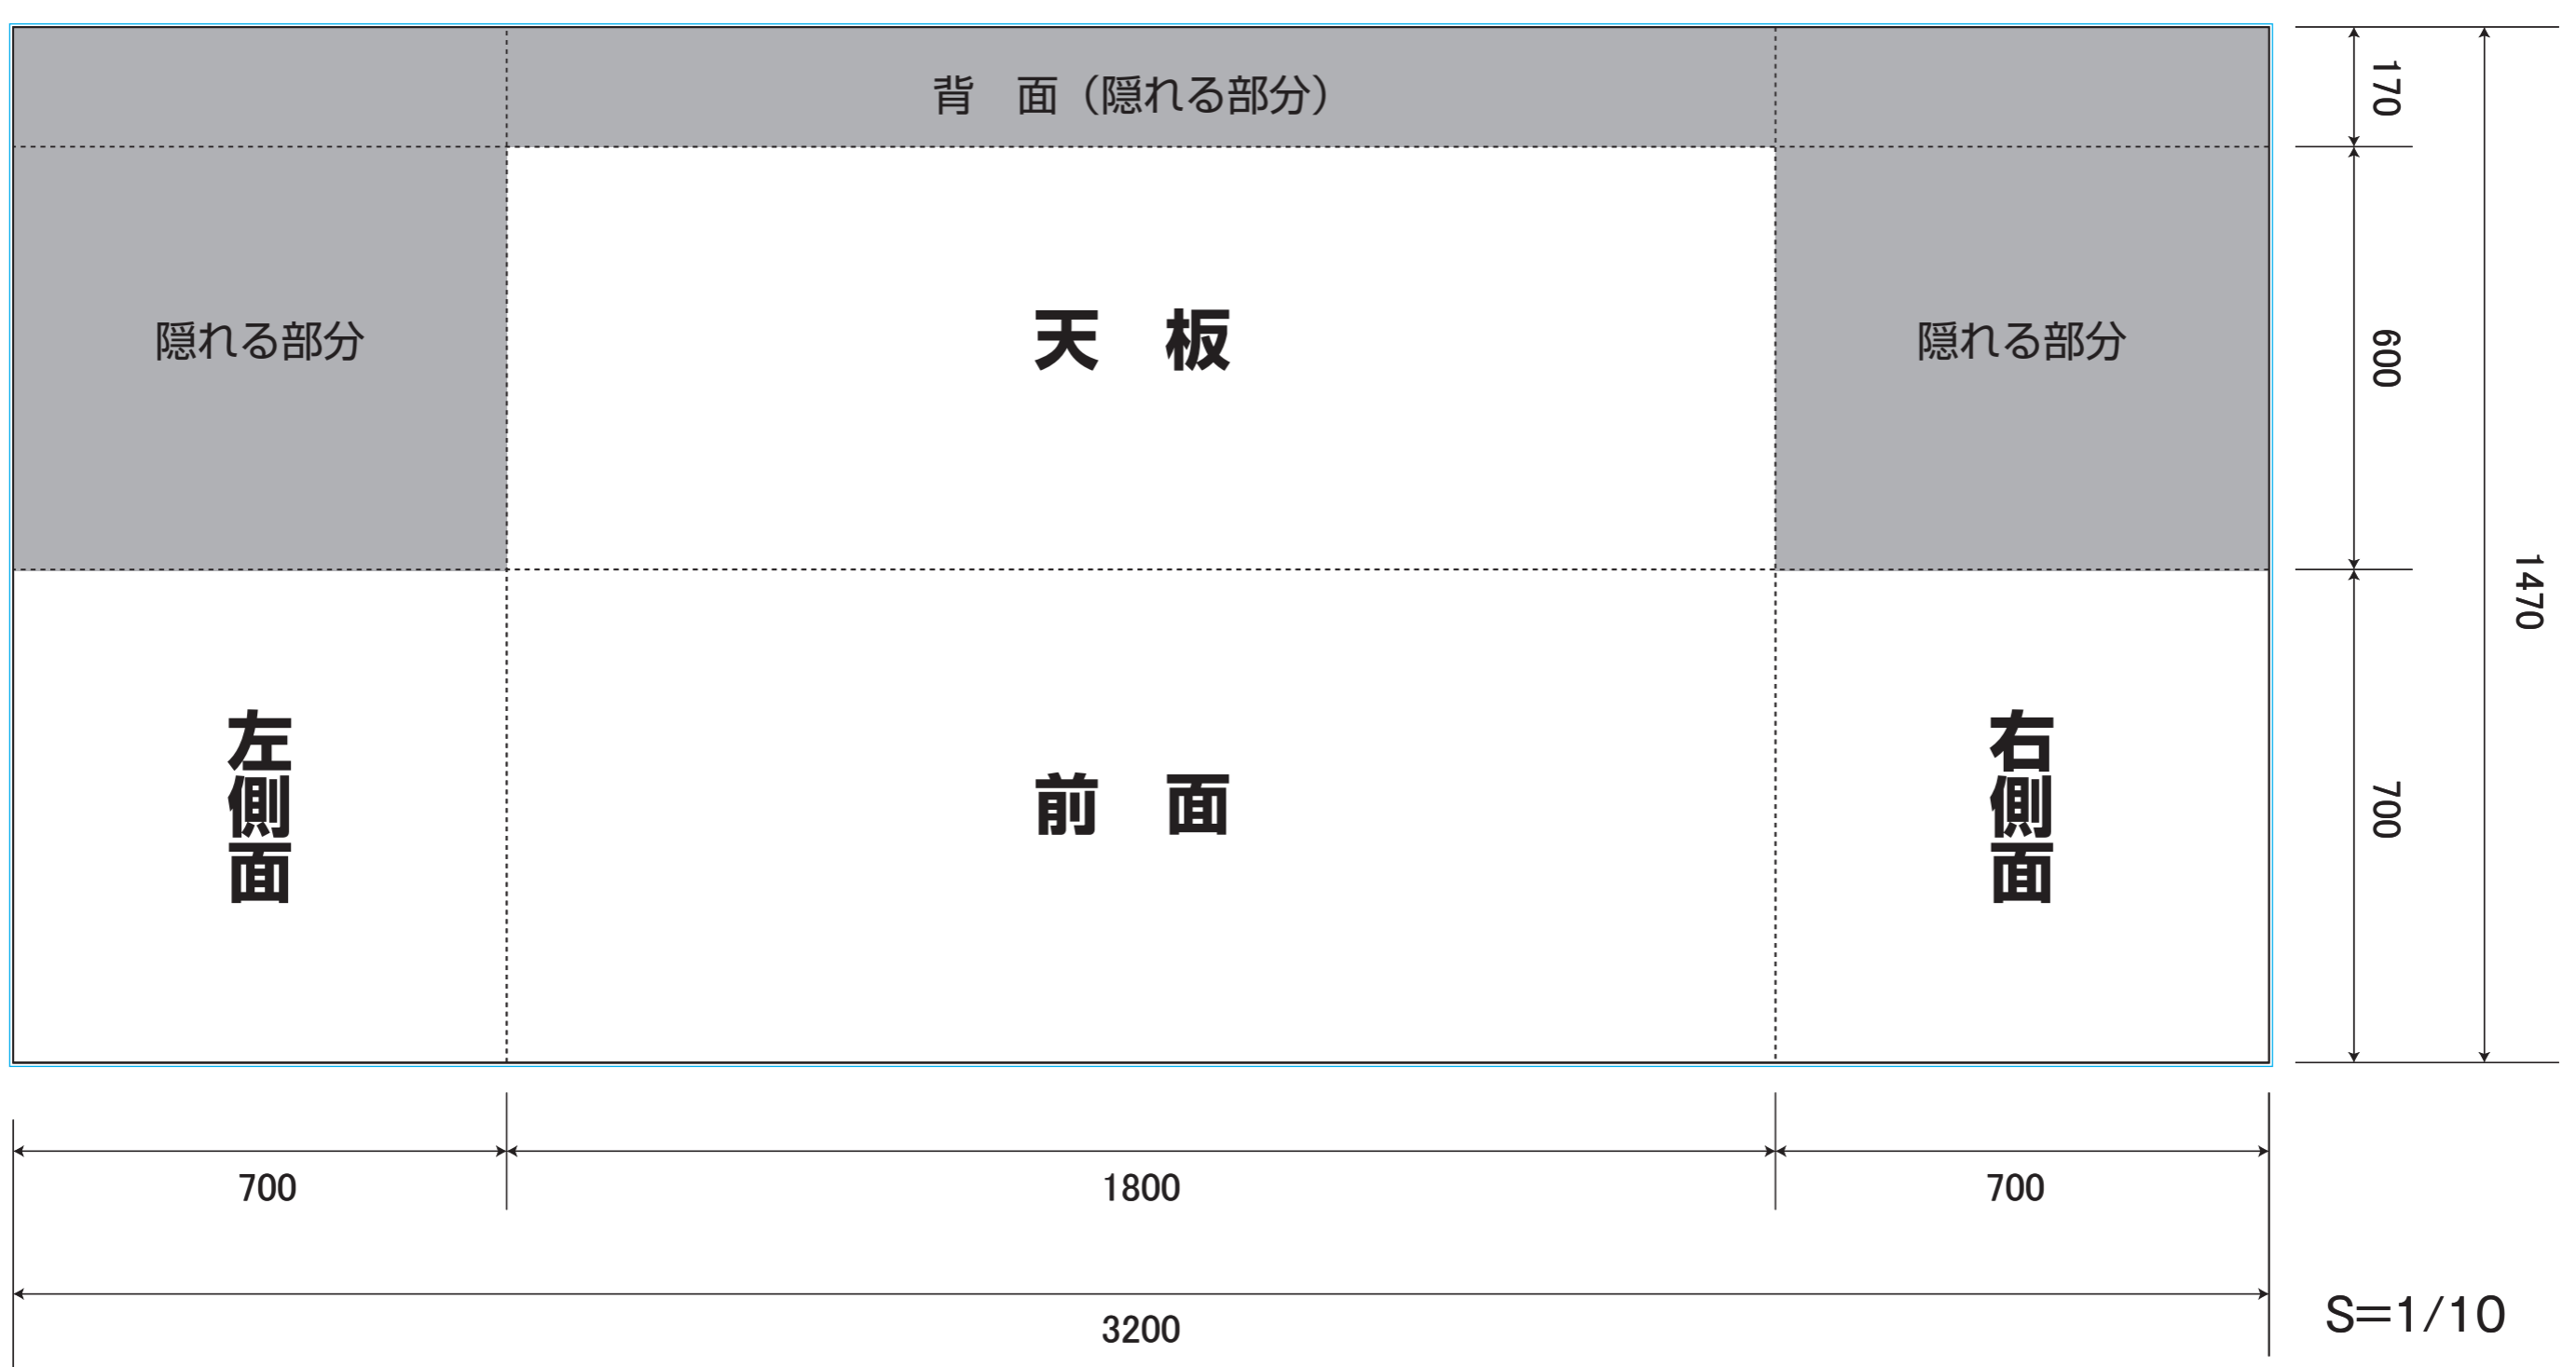 背　面（隠れる部分）
170
隠れる部分
天　板
隠れる部分
600
1470
左側面
前　面
右側面
700
700
1800
700
3200
S=1/10